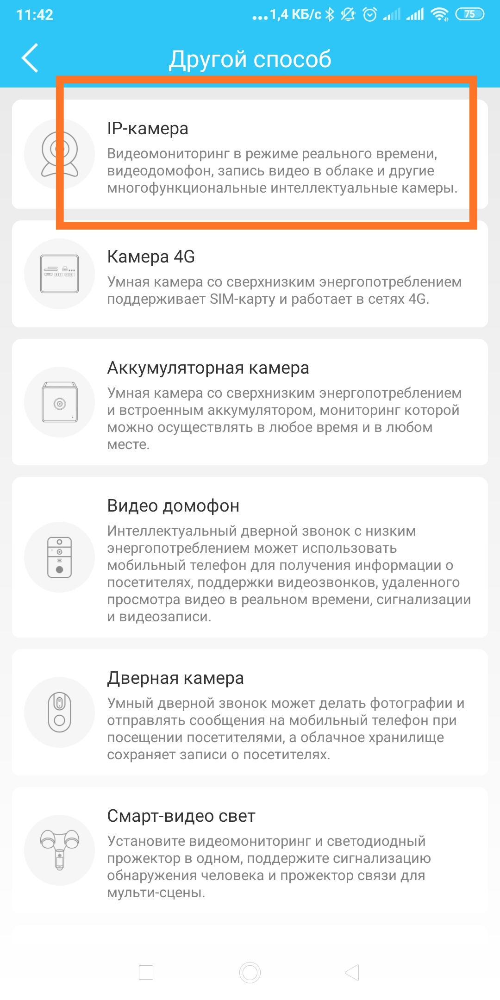 11:42
...1,4 КБ/с
75
Другой способ
IP-камера
Видеомониторинг в режиме реального времени,
видеодомофон, запись видео в облаке и другие
многофункциональные интеллектуальные камеры.
Камера 4G
Умная камера со сверхнизким энергопотреблением
поддерживает SIM-карту и работает в сетях 4G.
Аккумуляторная камера
Умная камера со сверхнизким энергопотреблением
и встроенным аккумулятором, мониторинг которой
можно осуществлять в любое время и в любом
месте.
Видео домофон
Интеллектуальный дверной звонок с низким
энергопотреблением может использовать
мобильный телефон для получения информации о
посетителях, поддержки видеозвонков, удаленного
просмотра видео в реальном времени, сигнализации
и видеозаписи.
Дверная камера
Умный дверной звонок может делать фотографии и
отправлять сообщения на мобильный телефон при
посещении посетителями, а облачное хранилище
сохраняет записи о посетителях.
Смарт-видео свет
Установите видеомониторинг и светодиодный
прожектор в одном, поддержите сигнализацию
обнаружения человека и прожектор связи для
мульти-сцены.